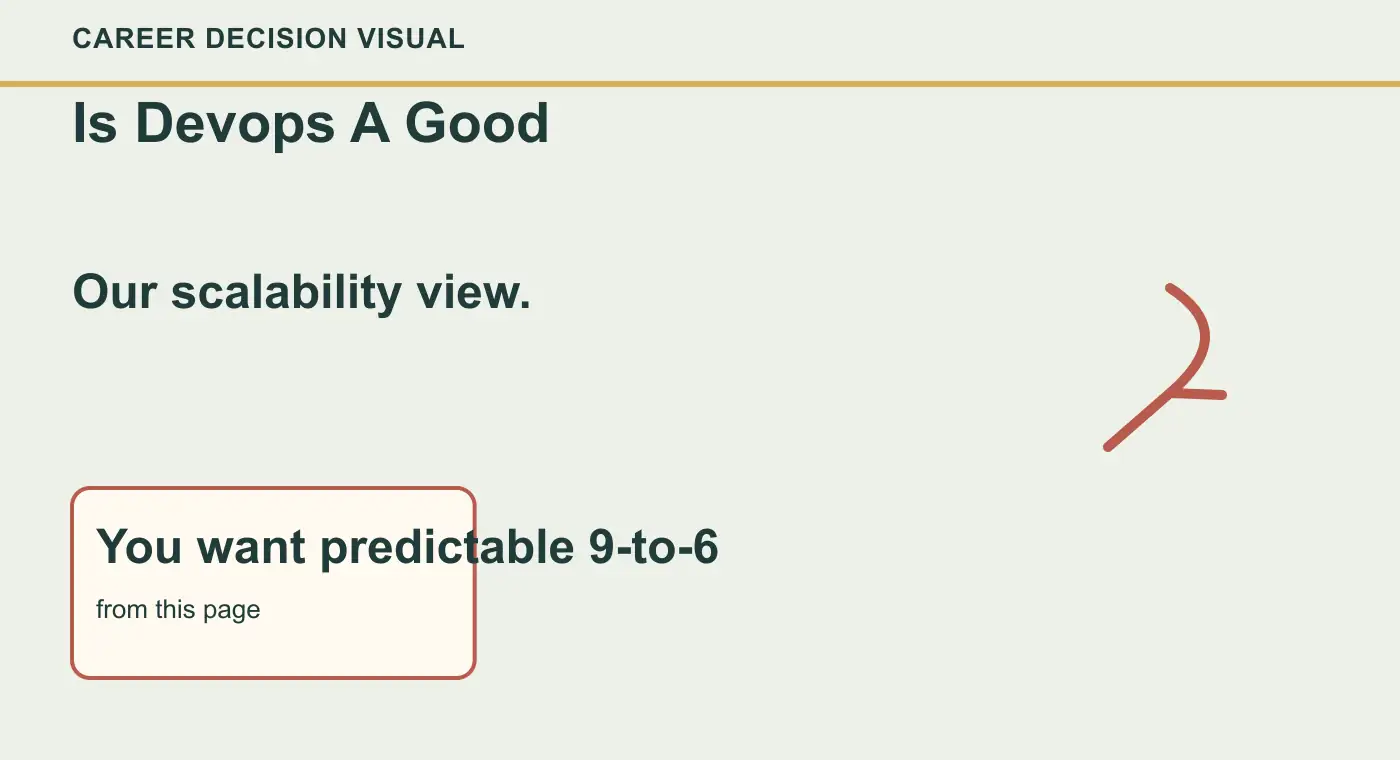 CAREER DECISION VISUAL
Is Devops A Good
Our scalability view.
You want predictable 9-to-6
from this page